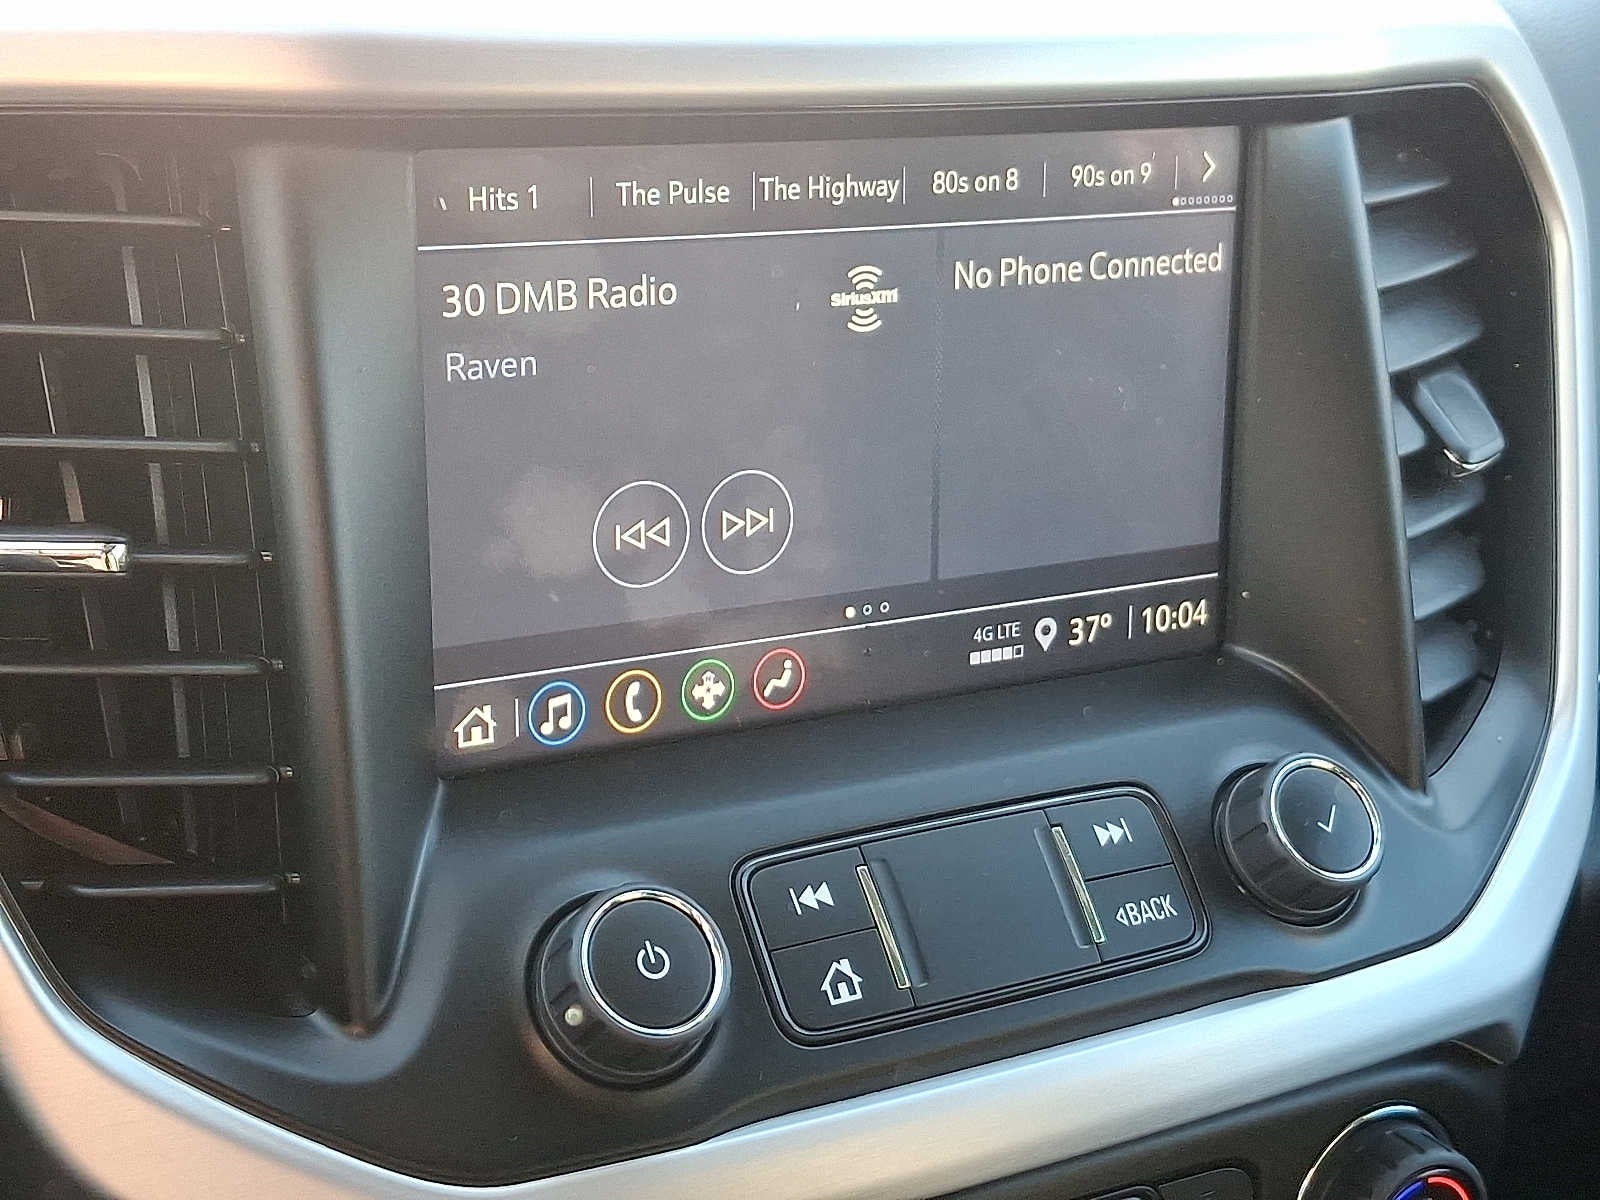 Hits 1
The Pulse
The Highway
80s on 8
90s on 9
30 DMB Radio
SiriusXM
No Phone Connected
Raven
4G LTE
37°
10:04
BACK